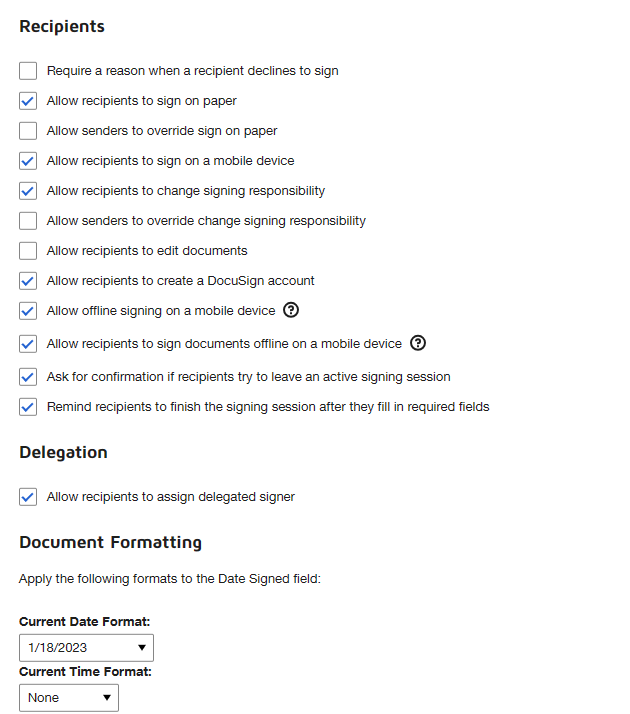 Recipients
Require a reason when a recipient declines to sign
Allow recipients to sign on paper
Allow senders to override sign on paper
Allow recipients to sign on a mobile device
Allow recipients to change signing responsibility
Allow senders to override change signing responsibility
Allow recipients to edit documents
Allow recipients to create a DocuSign account
Allow offline signing on a mobile device ?
Allow recipients to sign documents offline on a mobile device ?
Ask for confirmation if recipients try to leave an active signing session
Remind recipients to finish the signing session after they fill in required fields
Delegation
Allow recipients to assign delegated signer
Document Formatting
Apply the following formats to the Date Signed field:
Current Date Format:
1/18/2023
Current Time Format:
None